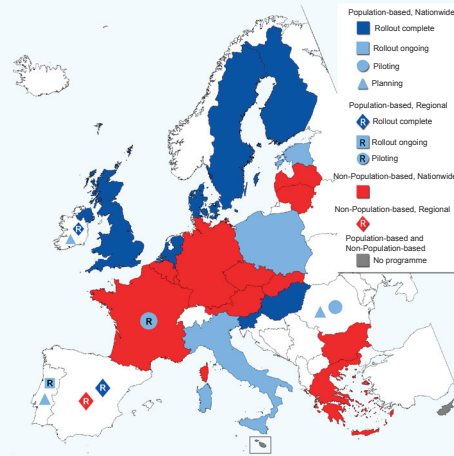 Population-based, Nationwide
Rollout complete
Rollout ongoing
Piloting
Planning
Population-based, Regional
R Rollout complete
R Rollout ongoing
R Piloting
Non-Population-based, Nationwide
Non-Population-based, Regional
R
Population-based and
Non-Population-based
No programme
R
R
R
R
R